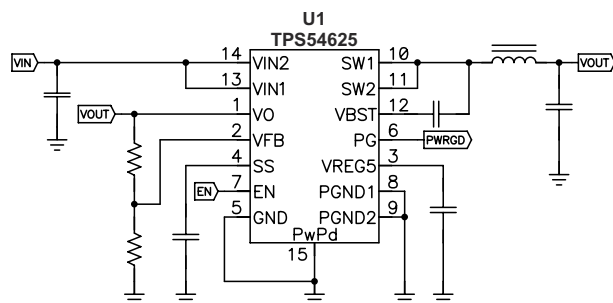 U1
TPS54625
VIN
14 VIN2 SW1 10
VOUT
13 VIN1 SW2 11
VOUT
1 VO VBST 12
2 VFB PG 6
PWRGD
4 SS VREG5 3
EN
7 EN PGND1 8
5 GND PGND2 9
PwPd
15